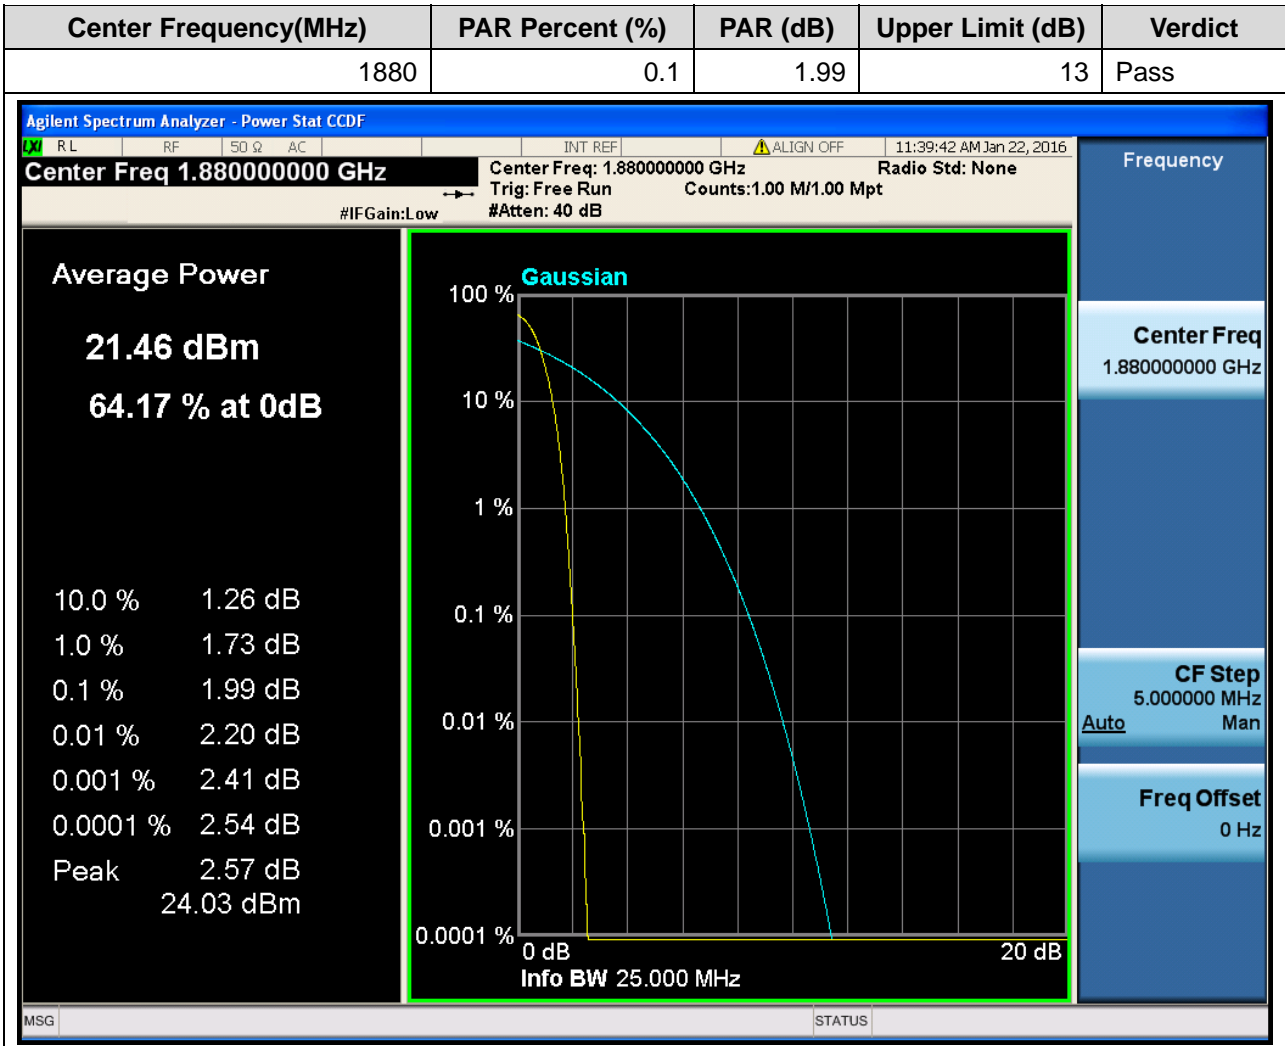 Center Frequency(MHz) PAR Percent (%) PAR (dB) Upper Limit (dB) Verdict
1880 0.1 1.99 13 Pass
Agilent Spectrum Analyzer - Power Stat CCDF
LXI RL RF 50 Ω AC INT REF ALIGN OFF 11:39:42 AM Jan 22, 2016
Center Freq 1.880000000 GHz
#IFGain:Low
Center Freq: 1.880000000 GHz Radio Std: None
Trig: Free Run Counts:1.00 M/1.00 Mpt
#Atten: 40 dB
Average Power
21.46 dBm
64.17 % at 0dB
10.0 % 1.26 dB
1.0 % 1.73 dB
0.1 % 1.99 dB
0.01 % 2.20 dB
0.001 % 2.41 dB
0.0001 % 2.54 dB
Peak 2.57 dB
24.03 dBm
Gaussian
100 %
10 %
1 %
0.1 %
0.01 %
0.001 %
0.0001 %
0 dB 20 dB
Info BW 25.000 MHz
Frequency
Center Freq
1.880000000 GHz
CF Step
5.000000 MHz
Auto Man
Freq Offset
0 Hz
MSG STATUS